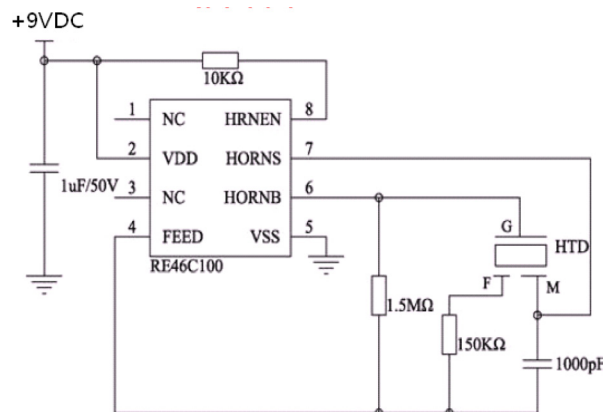 +9VDC
10KΩ
1 NC HRNEN 8
2 VDD HORNS 7
1uF/50V
3 NC HORNB 6
4 FEED VSS 5
RE46C100
G
HTD
F
M
1.5MΩ
150KΩ
1000pF